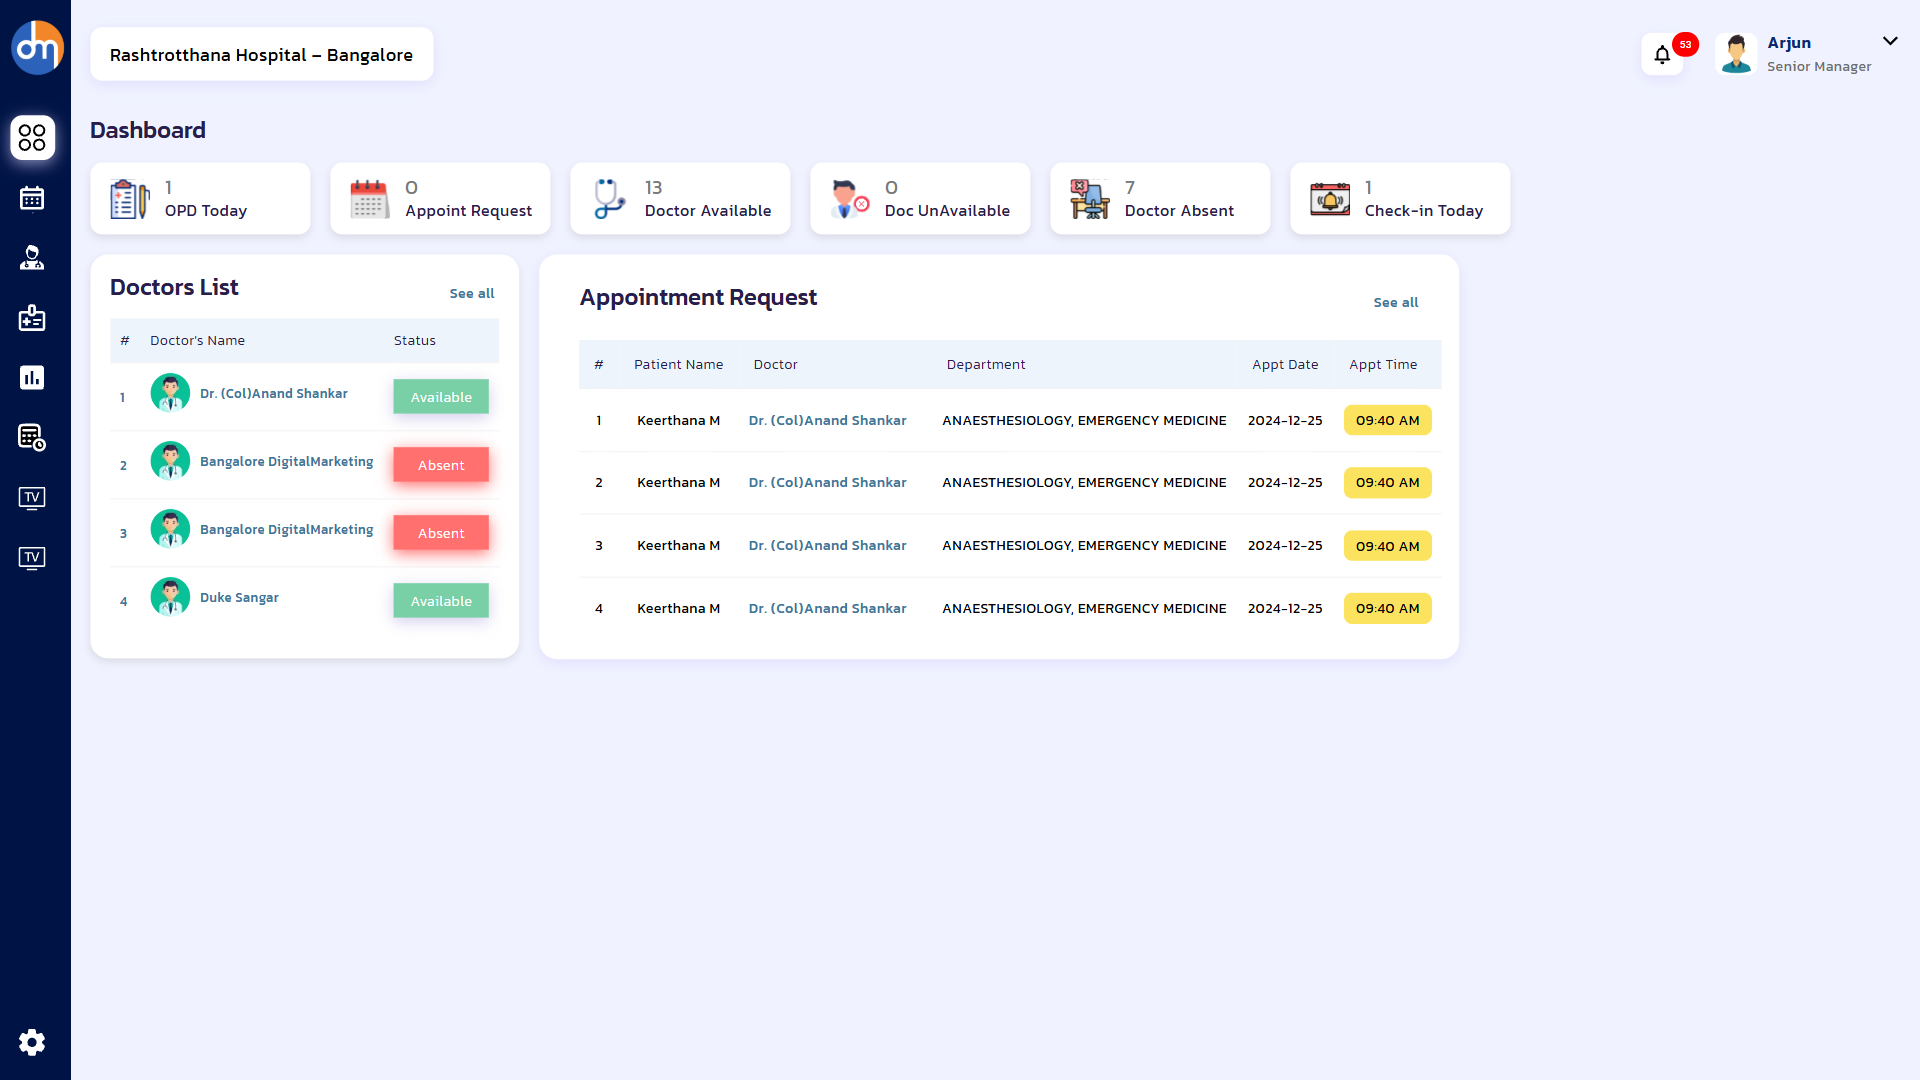 dm
Rashtrotthana Hospital – Bangalore
53
Arjun
Senior Manager
Dashboard
1
OPD Today
0
Appoint Request
13
Doctor Available
0
Doc UnAvailable
7
Doctor Absent
1
Check-in Today
Doctors List
See all
# Doctor's Name Status
1 Dr. (Col)Anand Shankar Available
2 Bangalore DigitalMarketing Absent
3 Bangalore DigitalMarketing Absent
4 Duke Sangar Available
Appointment Request
See all
# Patient Name Doctor Department Appt Date Appt Time
1 Keerthana M Dr. (Col)Anand Shankar ANAESTHESIOLOGY, EMERGENCY MEDICINE 2024-12-25 09:40 AM
2 Keerthana M Dr. (Col)Anand Shankar ANAESTHESIOLOGY, EMERGENCY MEDICINE 2024-12-25 09:40 AM
3 Keerthana M Dr. (Col)Anand Shankar ANAESTHESIOLOGY, EMERGENCY MEDICINE 2024-12-25 09:40 AM
4 Keerthana M Dr. (Col)Anand Shankar ANAESTHESIOLOGY, EMERGENCY MEDICINE 2024-12-25 09:40 AM
TV
TV